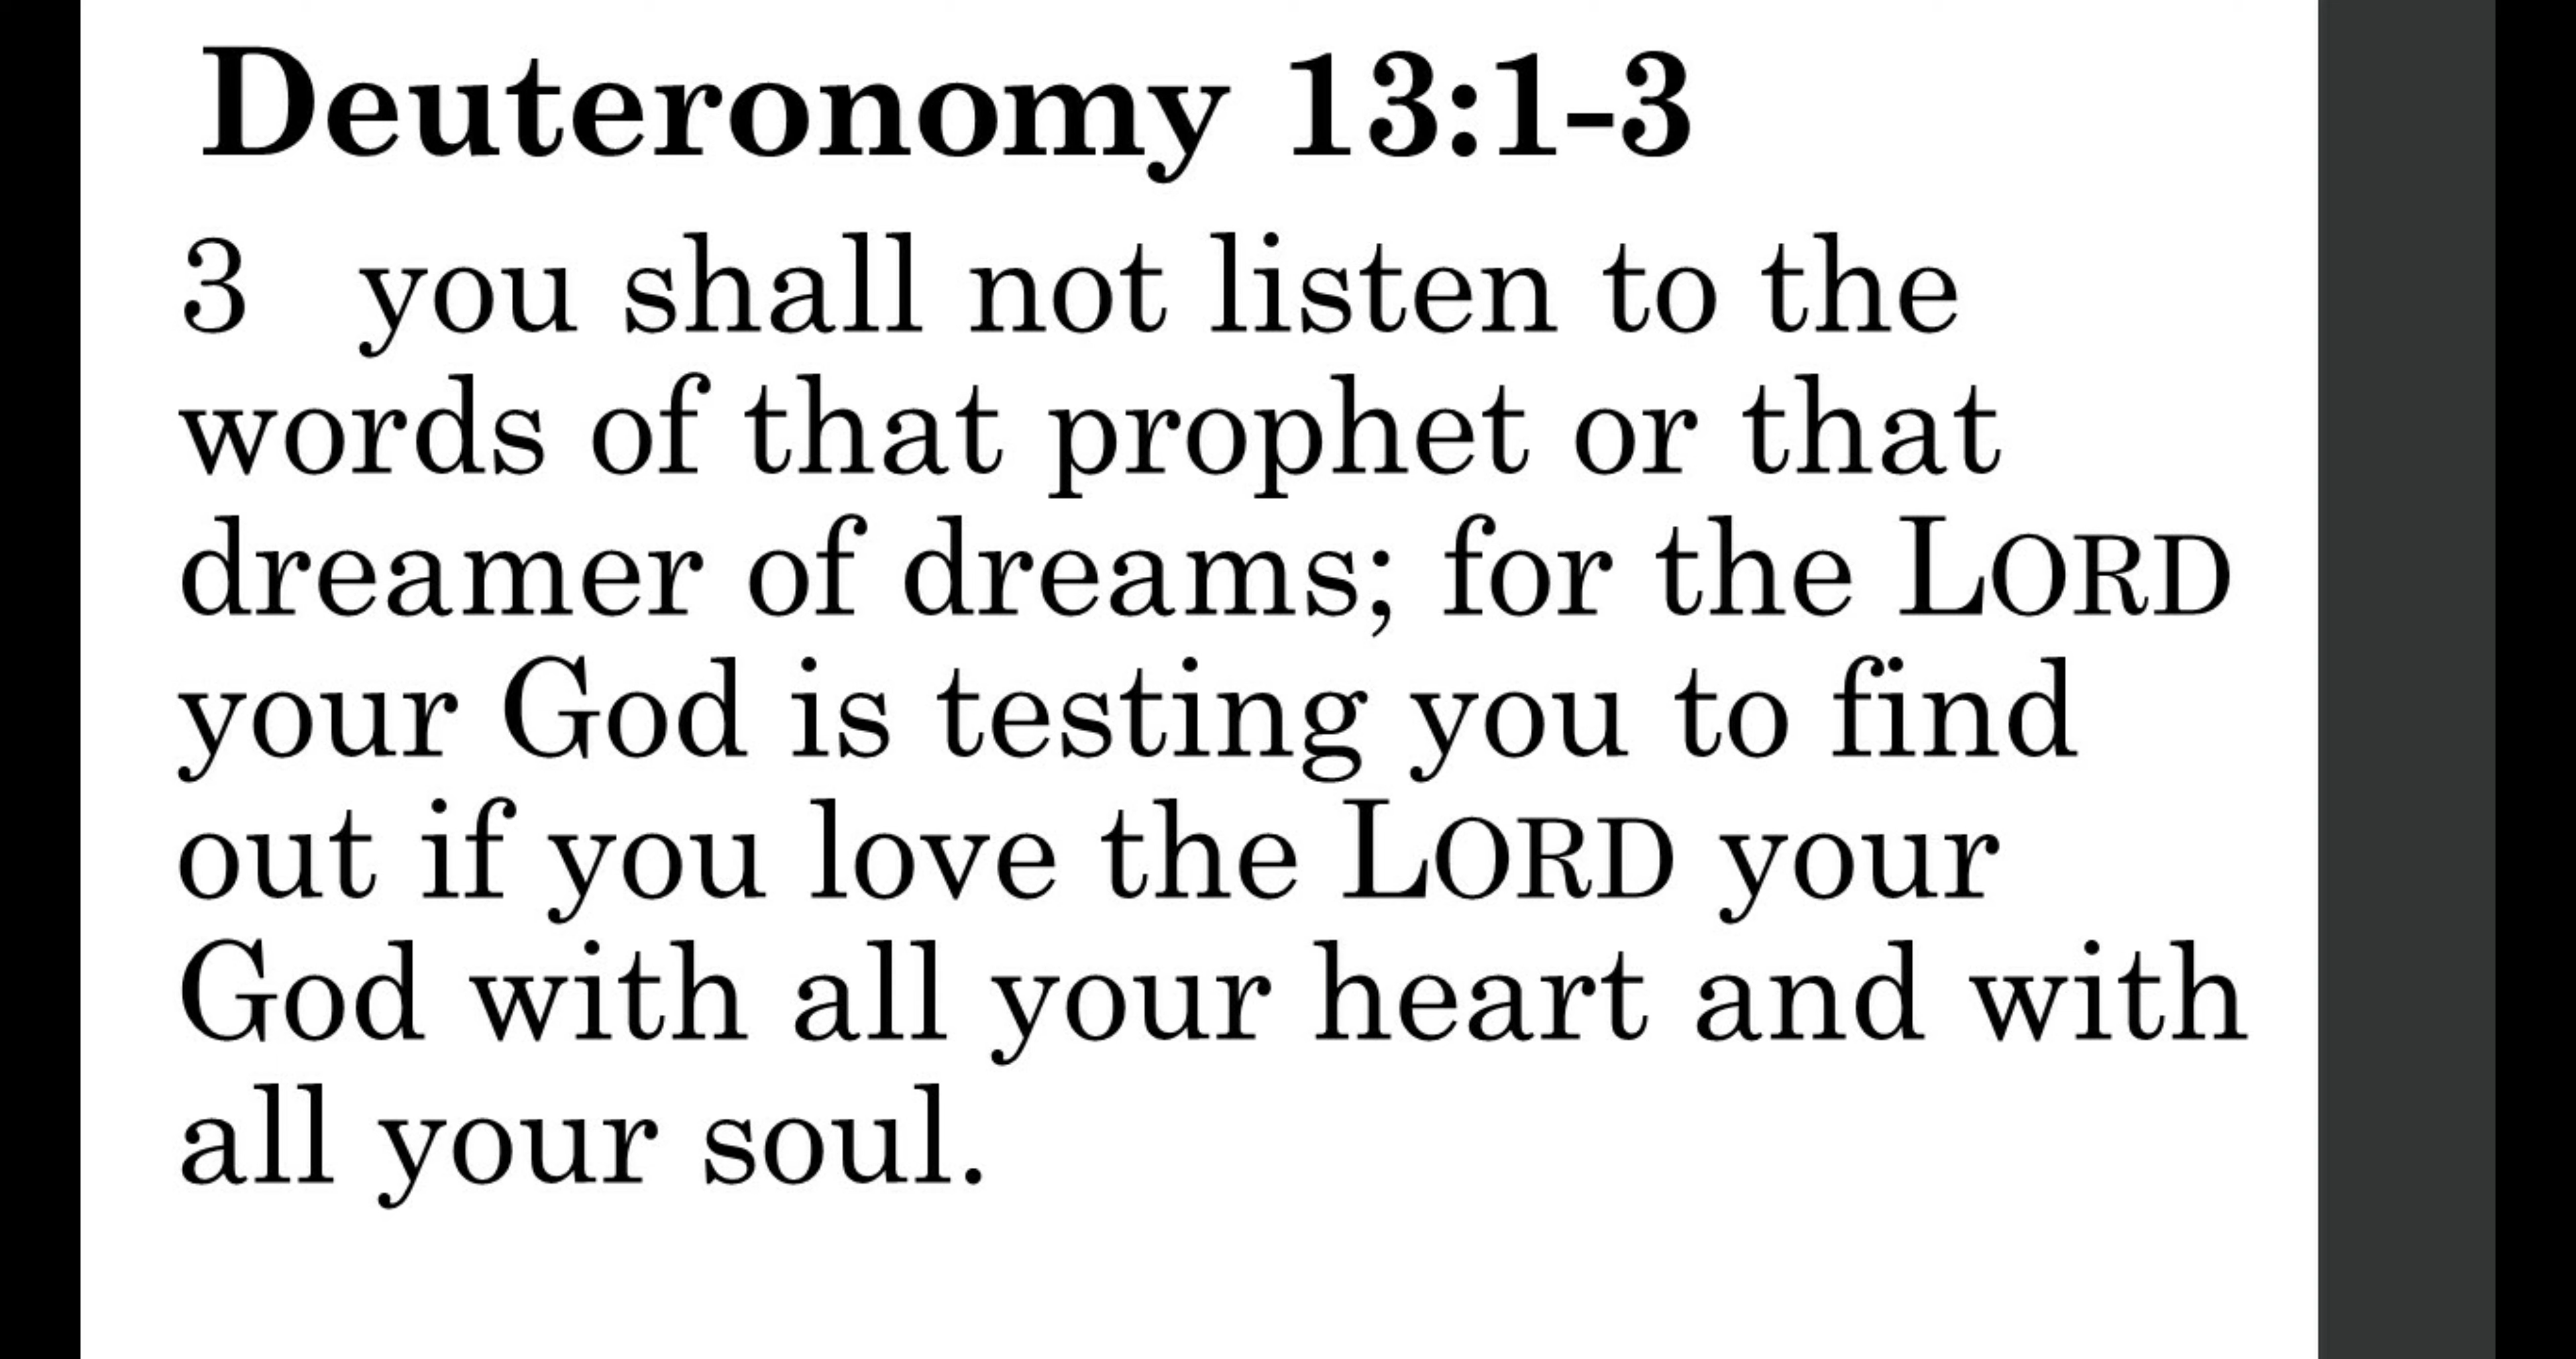 Deuteronomy 13:1-3
3 you shall not listen to the
words of that prophet or that
dreamer of dreams; for the LORD
your God is testing you to find
out if you love the LORD your
God with all your heart and with
all your soul.